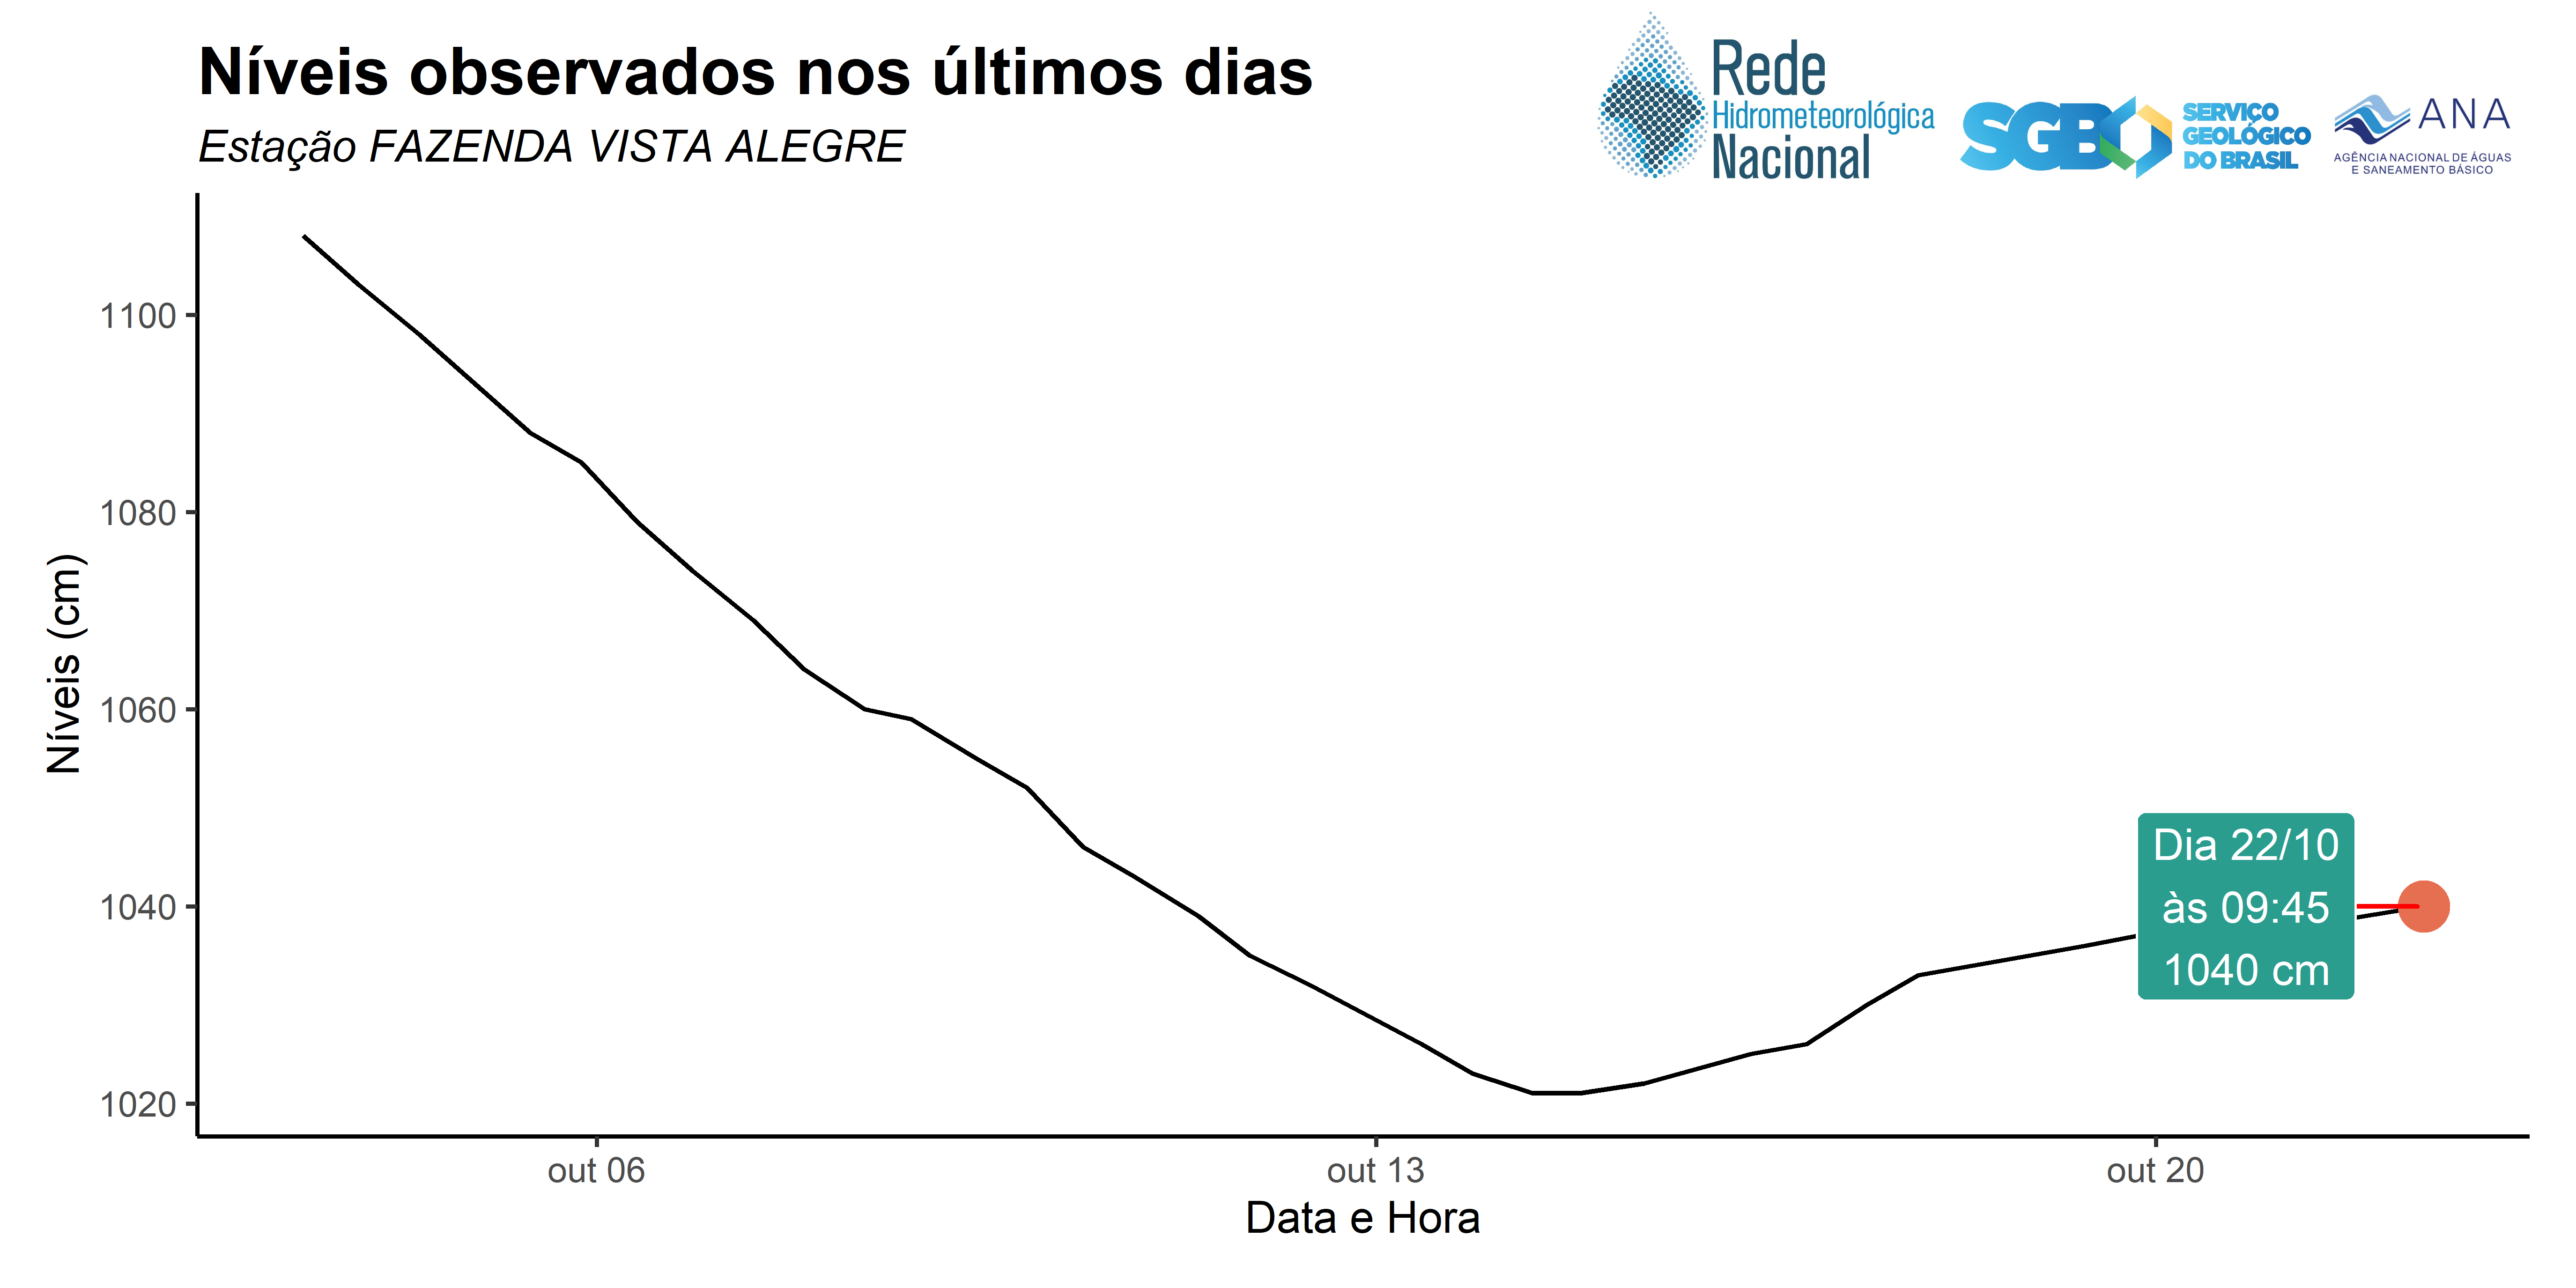 Níveis observados nos últimos dias
Estação FAZENDA VISTA ALEGRE
Rede
Hidrometeorológica
Nacional
SGB
SERVIÇO
GEOLÓGICO
DO BRASIL
ANA
AGÊNCIA NACIONAL DE ÁGUAS
E SANEAMENTO BÁSICO
Níveis (cm)
1100
1080
1060
1040
1020
Dia 22/10
às 09:45
1040 cm
out 06
out 13
out 20
Data e Hora